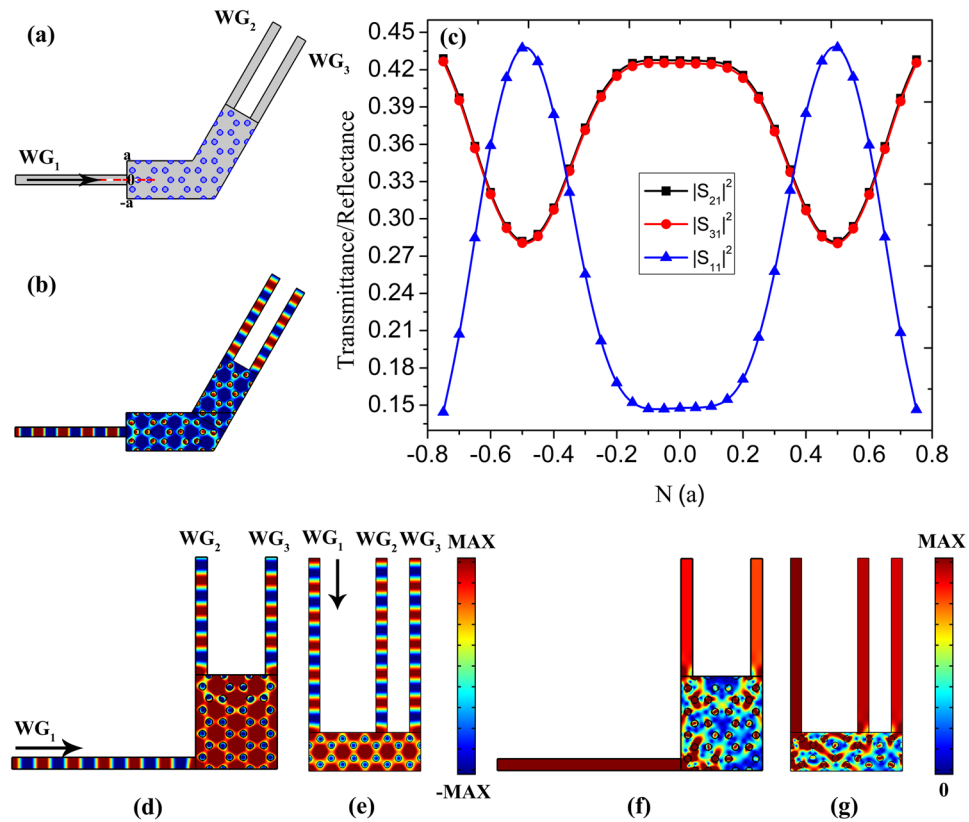 (a)
WG₂
WG₃
WG₁
a
0
-a
(b)
(c)
Transmittance/Reflectance
0.45
0.42
0.39
0.36
0.33
0.30
0.27
0.24
0.21
0.18
0.15
|S₂₁|²
|S₃₁|²
|S₁₁|²
-0.8 -0.6 -0.4 -0.2 0.0 0.2 0.4 0.6 0.8
N (a)
WG₂ WG₃
WG₁
WG₁ WG₂ WG₃
MAX
-MAX
MAX
0
(d) (e) (f) (g)